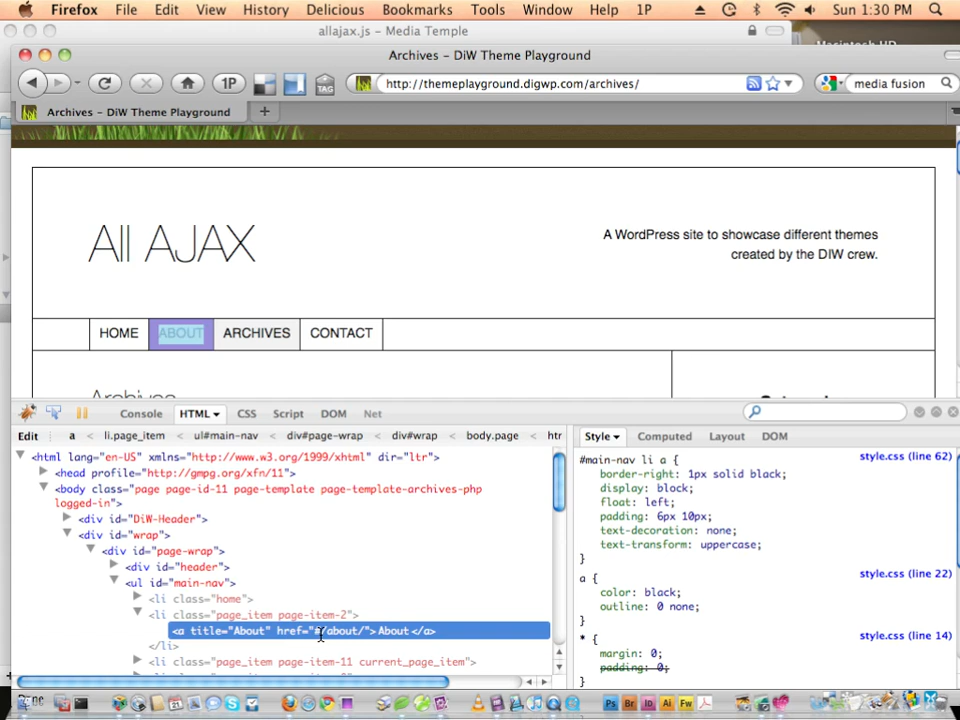 Firefox File Edit View History Delicious Bookmarks Tools Window Help 1P Sun 1:30 PM
allajax.js - Media Temple
Archives - DiW Theme Playground
1P TAG http://themeplayground.digwp.com/archives/ media fusion
Archives - DiW Theme Playground +
All AJAX
A WordPress site to showcase different themes
created by the DIW crew.
HOME ABOUT ARCHIVES CONTACT
Archives
Console HTML CSS Script DOM Net
Edit a < li.page_item < ul#main-nav < div#page-wrap < div#wrap < body.page < htr
Style Computed Layout DOM
<html lang="en-US" xmlns="http://www.w3.org/1999/xhtml" dir="ltr">
<head profile="http://gmpg.org/xfn/11">
<body class="page page-id-11 page-template page-template-archives-php
logged-in">
<div id="DiW-Header">
<div id="wrap">
<div id="page-wrap">
<div id="header">
<ul id="main-nav">
<li class="home">
<li class="page_item page-item-2">
<a title="About" href="/about/">About</a>
</li>
<li class="page_item page-item-11 current_page_item">
#main-nav li a { style.css (line 62)
border-right: 1px solid black;
display: block;
float: left;
padding: 6px 10px;
text-decoration: none;
text-transform: uppercase;
}
a { style.css (line 22)
color: black;
outline: 0 none;
}
* { style.css (line 14)
margin: 0;
padding: 0;
}
Ps Br Id Ai Fw